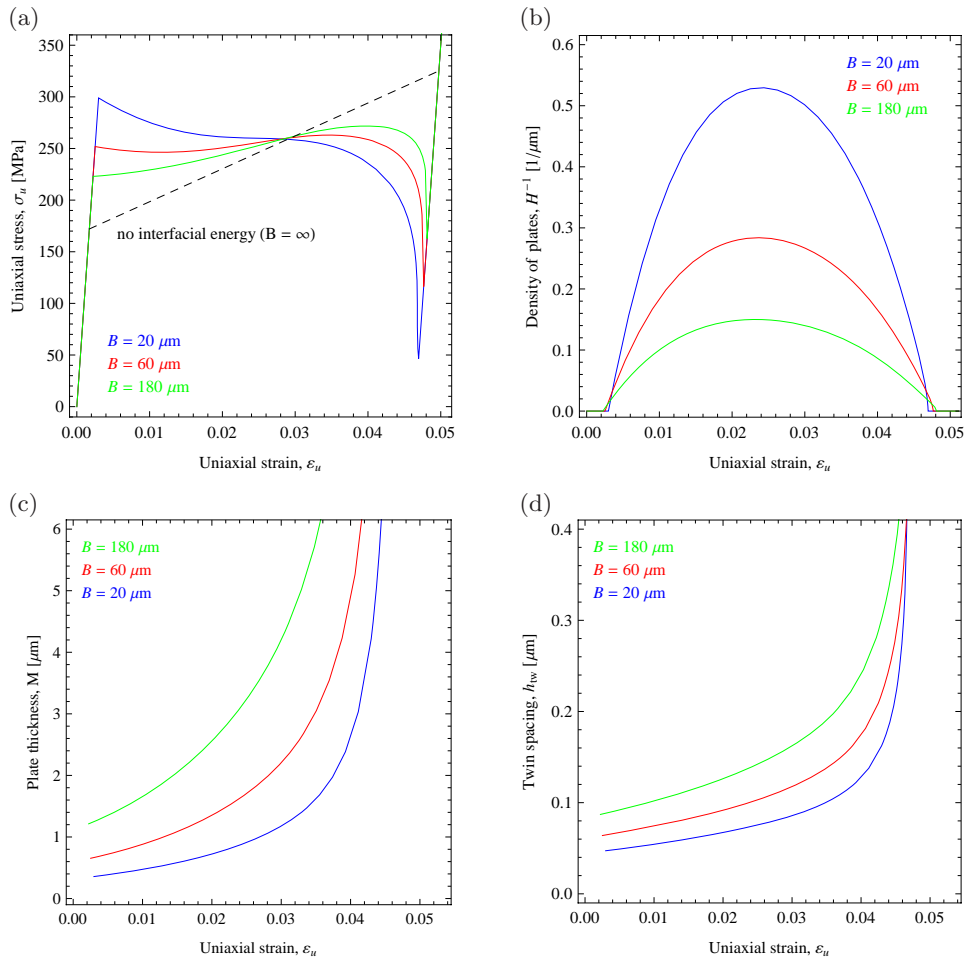 (a)
350
300
250
200
150
100
50
0
Uniaxial stress, σu [MPa]
no interfacial energy (B = ∞)
B = 20 μm
B = 60 μm
B = 180 μm
0.00 0.01 0.02 0.03 0.04 0.05
Uniaxial strain, εu
(b)
0.6
0.5
0.4
0.3
0.2
0.1
0.0
Density of plates, H⁻¹ [1/μm]
B = 20 μm
B = 60 μm
B = 180 μm
0.00 0.01 0.02 0.03 0.04 0.05
Uniaxial strain, εu
(c)
6
5
4
3
2
1
0
Plate thickness, M [μm]
B = 180 μm
B = 60 μm
B = 20 μm
0.00 0.01 0.02 0.03 0.04 0.05
Uniaxial strain, εu
(d)
0.4
0.3
0.2
0.1
0.0
Twin spacing, htw [μm]
B = 180 μm
B = 60 μm
B = 20 μm
0.00 0.01 0.02 0.03 0.04 0.05
Uniaxial strain, εu